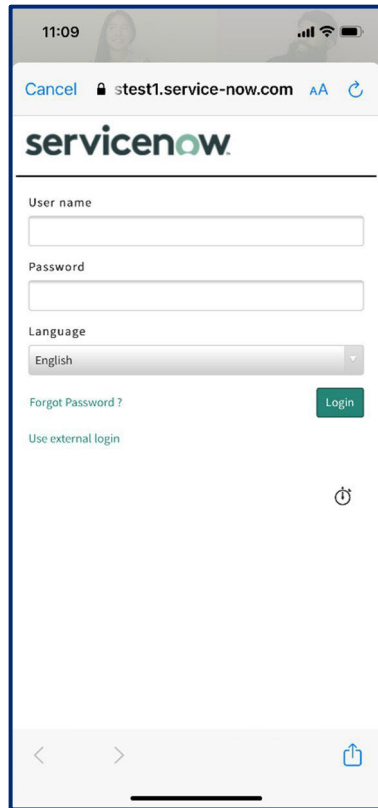 11:09
Cancel stest1.service-now.com AA
servicenow
User name
Password
Language
English
Forgot Password ?
Login
Use external login